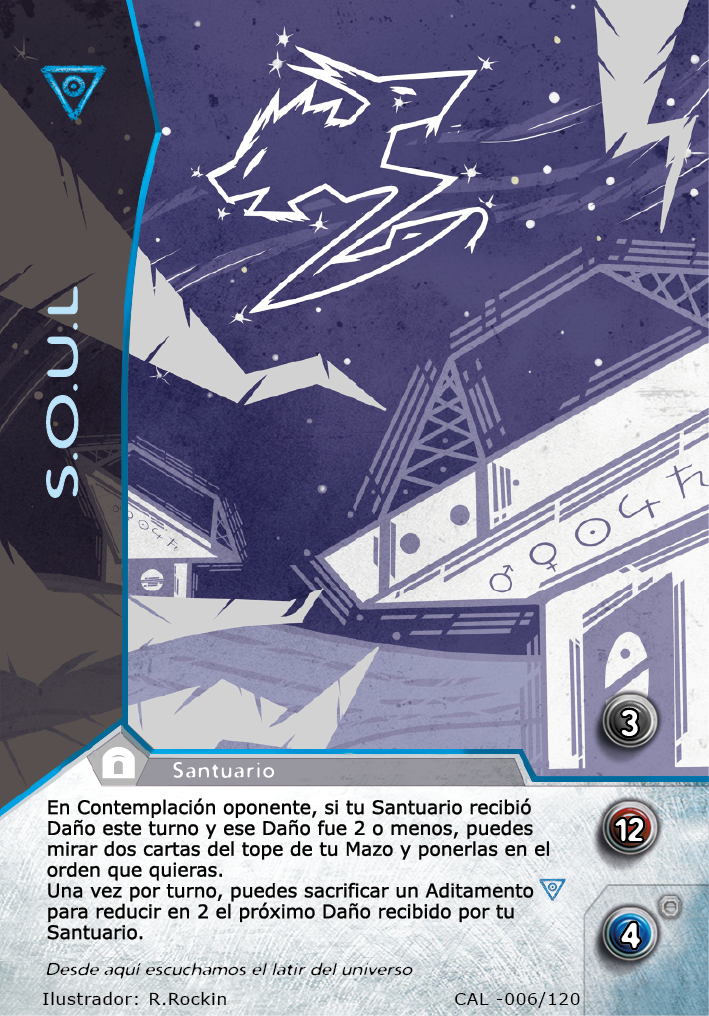 S.O.U.L
♂ ♀ ☉ ♃ ♄
3
Santuario
En Contemplación oponente, si tu Santuario recibió
Daño este turno y ese Daño fue 2 o menos, puedes
mirar dos cartas del tope de tu Mazo y ponerlas en el
orden que quieras.
Una vez por turno, puedes sacrificar un Aditamento
para reducir en 2 el próximo Daño recibido por tu
Santuario.
12
4
Desde aquí escuchamos el latir del universo
Ilustrador: R.Rockin
CAL -006/120